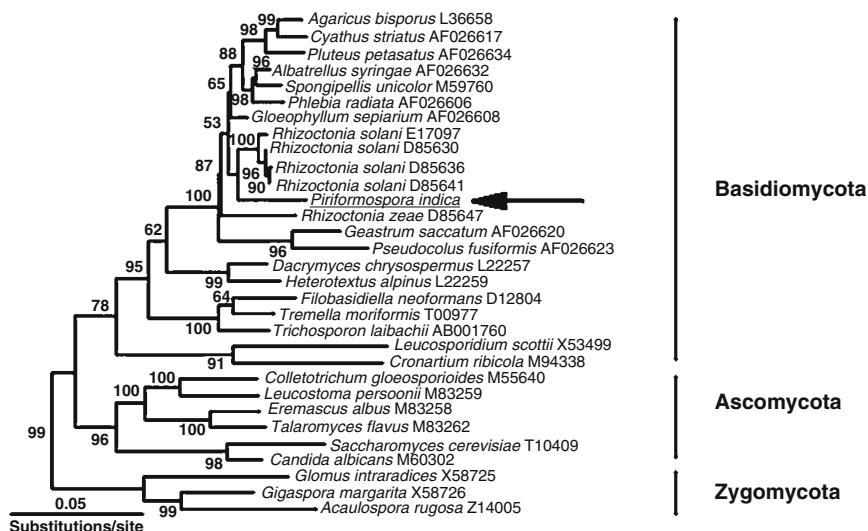 99
Agaricus bisporus L36658
98
Cyathus striatus AF026617
88
Pluteus petasatus AF026634
96
Albatrellus syringae AF026632
65
Spongipellis unicolor M59760
98
Phlebia radiata AF026606
Gloeophyllum sepiarium AF026608
53
Rhizoctonia solani E17097
100
Rhizoctonia solani D85630
87
96
Rhizoctonia solani D85636
90
Rhizoctonia solani D85641
Basidiomycota
100
Piriformospora indica
Rhizoctonia zeae D85647
62
Geastrum saccatum AF026620
96
Pseudocolus fusiformis AF026623
95
Dacrymyces chrysospermus L22257
99
Heterotextus alpinus L22259
64
Filobasidiella neoformans D12804
78
Tremella moriformis T00977
100
Trichosporon laibachii AB001760
Leucosporidium scottii X53499
91
Cronartium ribicola M94338
100
Colletotrichum gloeosporioides M55640
100
Leucostoma persoonii M83259
Ascomycota
Eremascus albus M83258
100
Talaromyces flavus M83262
99
96
Saccharomyces cerevisiae T10409
98
Candida albicans M60302
Glomus intraradices X58725
Zygomycota
0.05
Gigaspora margarita X58726
99
Acaulospora rugosa Z14005
Substitutions/site